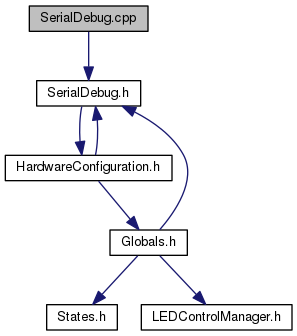 SerialDebug.cpp
SerialDebug.h
HardwareConfiguration.h
Globals.h
States.h
LEDControlManager.h